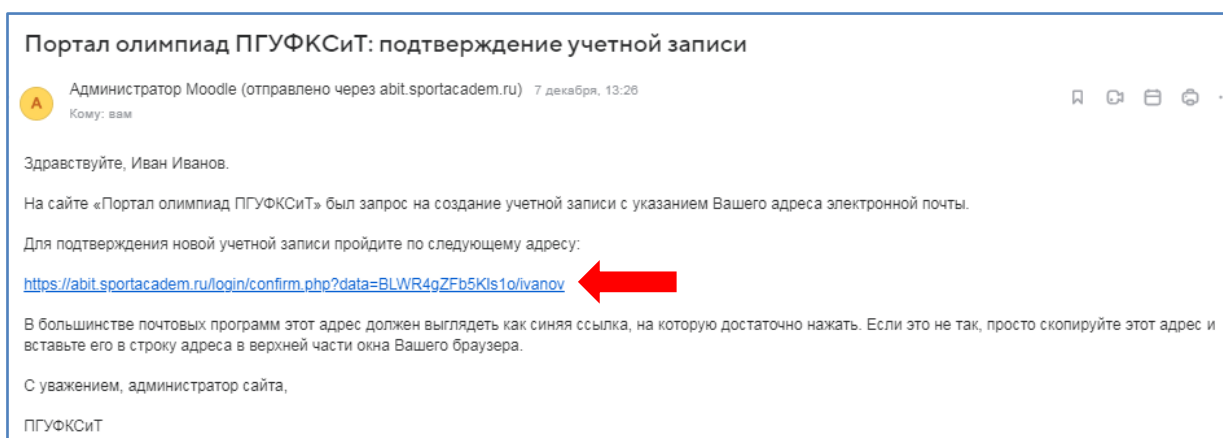 Портал олимпиад ПГУФКСиТ: подтверждение учетной записи
А
Администратор Moodle (отправлено через abit.sportacadem.ru) 7 декабря, 13:26
Кому: вам
Здравствуйте, Иван Иванов.
На сайте «Портал олимпиад ПГУФКСиТ» был запрос на создание учетной записи с указанием Вашего адреса электронной почты.
Для подтверждения новой учетной записи пройдите по следующему адресу:
https://abit.sportacadem.ru/login/confirm.php?data=BLWR4gZFb5KIs1o/ivanov
В большинстве почтовых программ этот адрес должен выглядеть как синяя ссылка, на которую достаточно нажать. Если это не так, просто скопируйте этот адрес и
вставьте его в строку адреса в верхней части окна Вашего браузера.
С уважением, администратор сайта,
ПГУФКСиТ